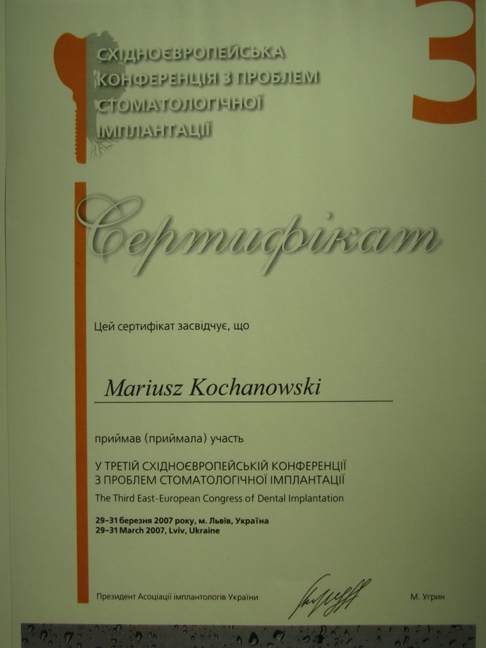 3
СХІДНОЄВРОПЕЙСЬКА
КОНФЕРЕНЦІЯ З ПРОБЛЕМ
СТОМАТОЛОГІЧНОЇ
ІМПЛАНТАЦІЇ
Сертифікат
Цей сертифікат засвідчує, що
Mariusz Kochanowski
приймав (приймала) участь
У ТРЕТІЙ СХІДНОЄВРОПЕЙСЬКІЙ КОНФЕРЕНЦІЇ
З ПРОБЛЕМ СТОМАТОЛОГІЧНОЇ ІМПЛАНТАЦІЇ
The Third East-European Congress of Dental Implantation
29–31 березня 2007 року, м. Львів, Україна
29–31 March 2007, Lviv, Ukraine
Президент Асоціації імплантологів України М. Угрин